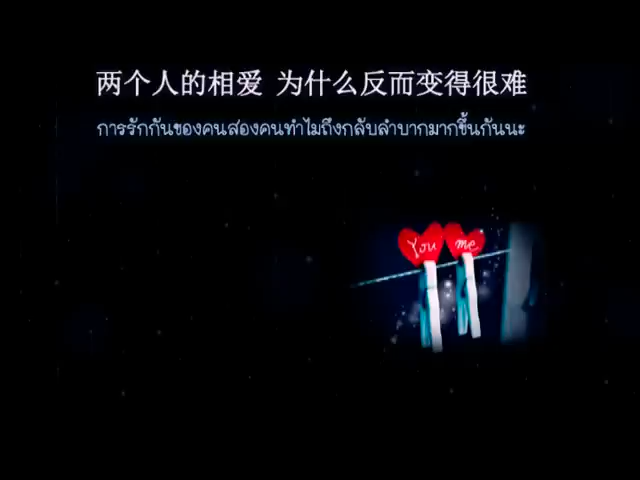 两个人的相爱 为什么反而变得很难
การรักกันของคนสองคนทำไมถึงกลับลำบากมากขึ้นกันนะ
You me